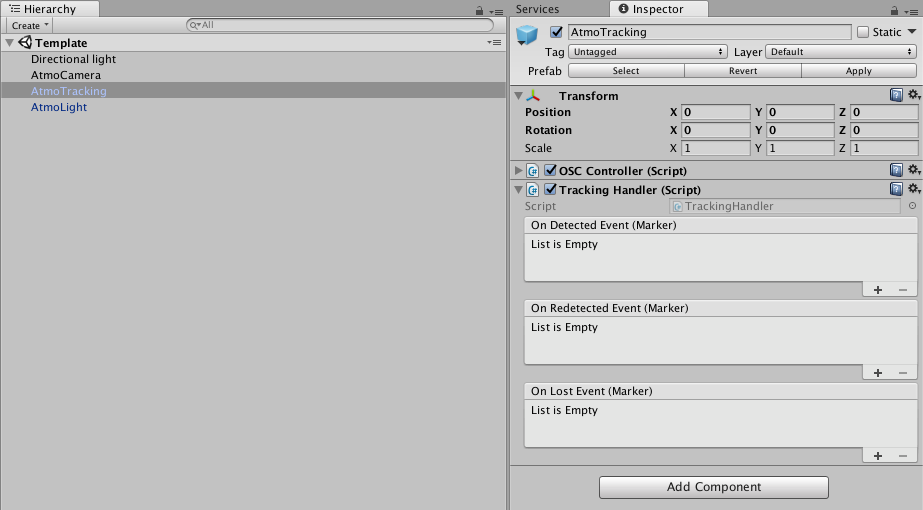 Hierarchy
Create
All
Template
Directional light
AtmoCamera
AtmoTracking
AtmoLight
Services
Inspector
AtmoTracking
Static
Tag Untagged Layer Default
Prefab Select Revert Apply
Transform
Position X 0 Y 0 Z 0
Rotation X 0 Y 0 Z 0
Scale X 1 Y 1 Z 1
C# OSC Controller (Script)
C# Tracking Handler (Script)
Script TrackingHandler
On Detected Event (Marker)
List is Empty
+ −
On Redetected Event (Marker)
List is Empty
+ −
On Lost Event (Marker)
List is Empty
+ −
Add Component